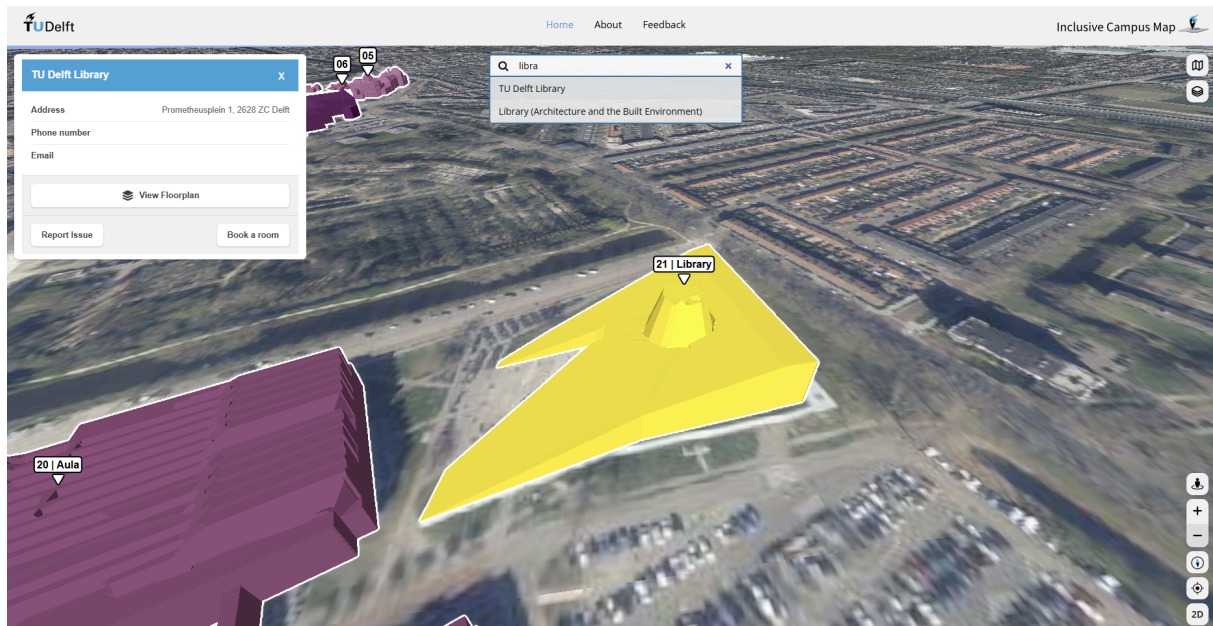 TUDelft
Home About Feedback
Inclusive Campus Map
TU Delft Library X
Address Prometheusplein 1, 2628 ZC Delft
Phone number
Email
View Floorplan
Report Issue Book a room
06
05
libra ×
TU Delft Library
Library (Architecture and the Built Environment)
21 | Library
20 | Aula
+
−
2D